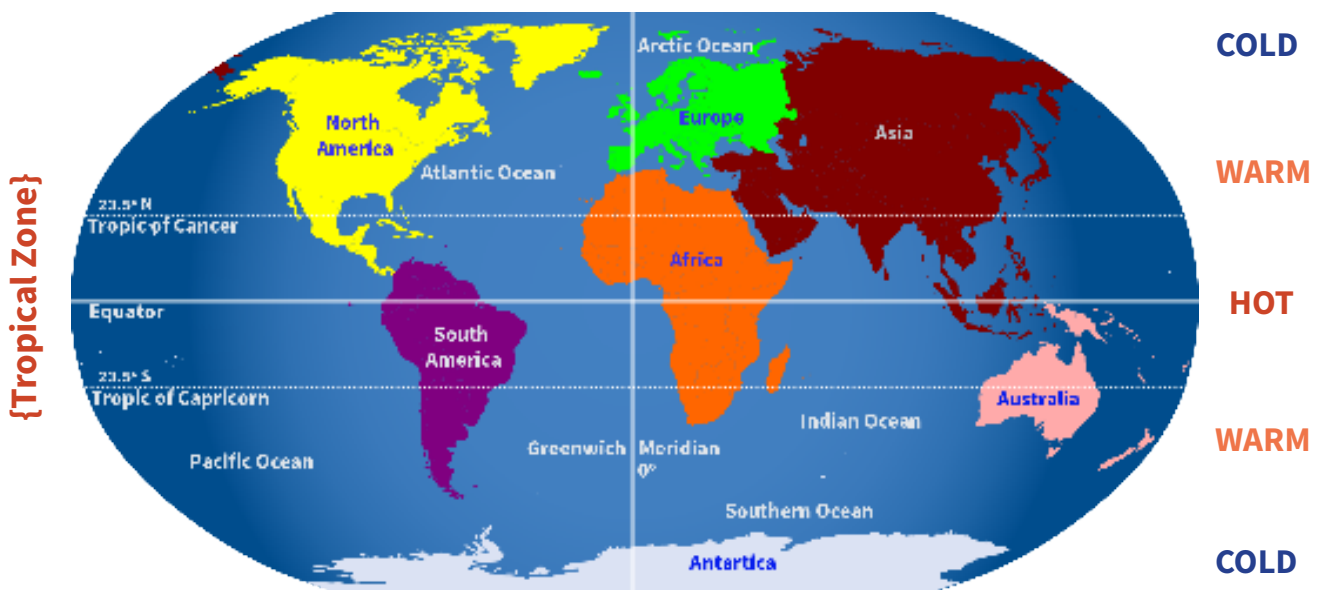 COLD
Arctic Ocean
North
America
Europe
Asia
Atlantic Ocean
WARM
23.5° N
Tropic of Cancer
{Tropical Zone}
Africa
Equator
HOT
South
America
23.5° S
Tropic of Capricorn
Australia
Indian Ocean
WARM
Greenwich Meridian
0°
Pacific Ocean
Southern Ocean
Antertica
COLD